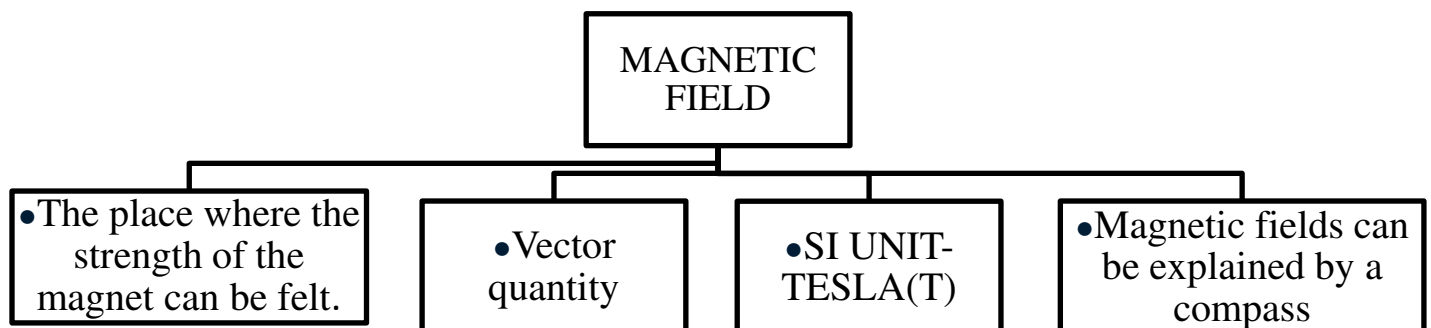 MAGNETIC
FIELD
•The place where the
strength of the
magnet can be felt.
•Vector
quantity
•SI UNIT-
TESLA(T)
•Magnetic fields can
be explained by a
compass